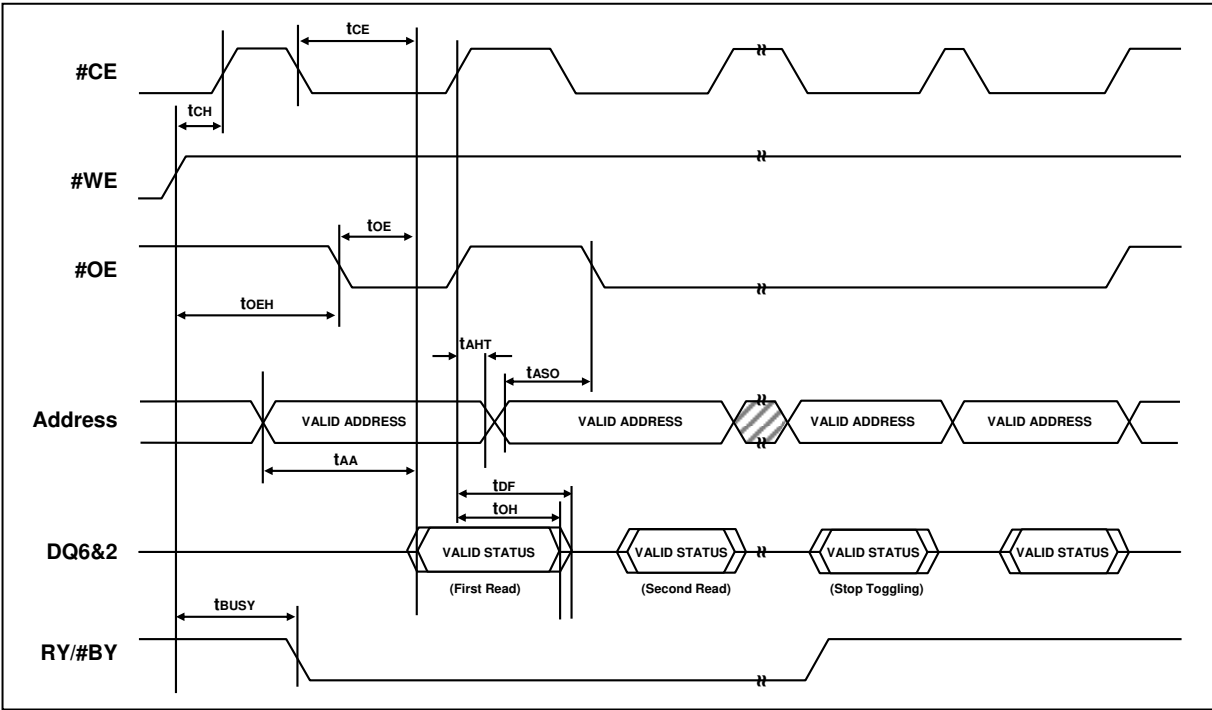 tCE
#CE
tCH
#WE
tOE
#OE
tOEH
tAHT
tASO
Address
VALID ADDRESS VALID ADDRESS VALID ADDRESS VALID ADDRESS
tAA
tDF
tOH
DQ6&2
VALID STATUS VALID STATUS VALID STATUS VALID STATUS
(First Read) (Second Read) (Stop Toggling)
tBUSY
RY/#BY